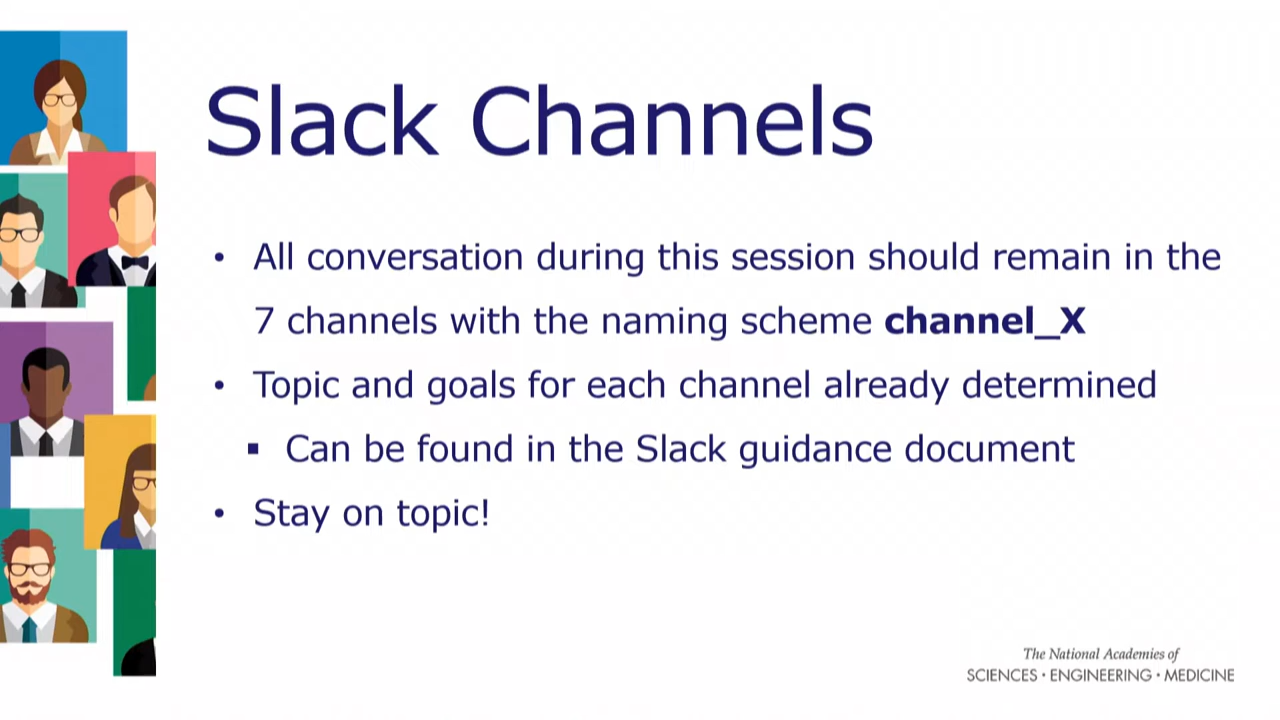 Slack Channels
• All conversation during this session should remain in the
7 channels with the naming scheme channel_X
• Topic and goals for each channel already determined
▪ Can be found in the Slack guidance document
• Stay on topic!
The National Academies of
SCIENCES · ENGINEERING · MEDICINE